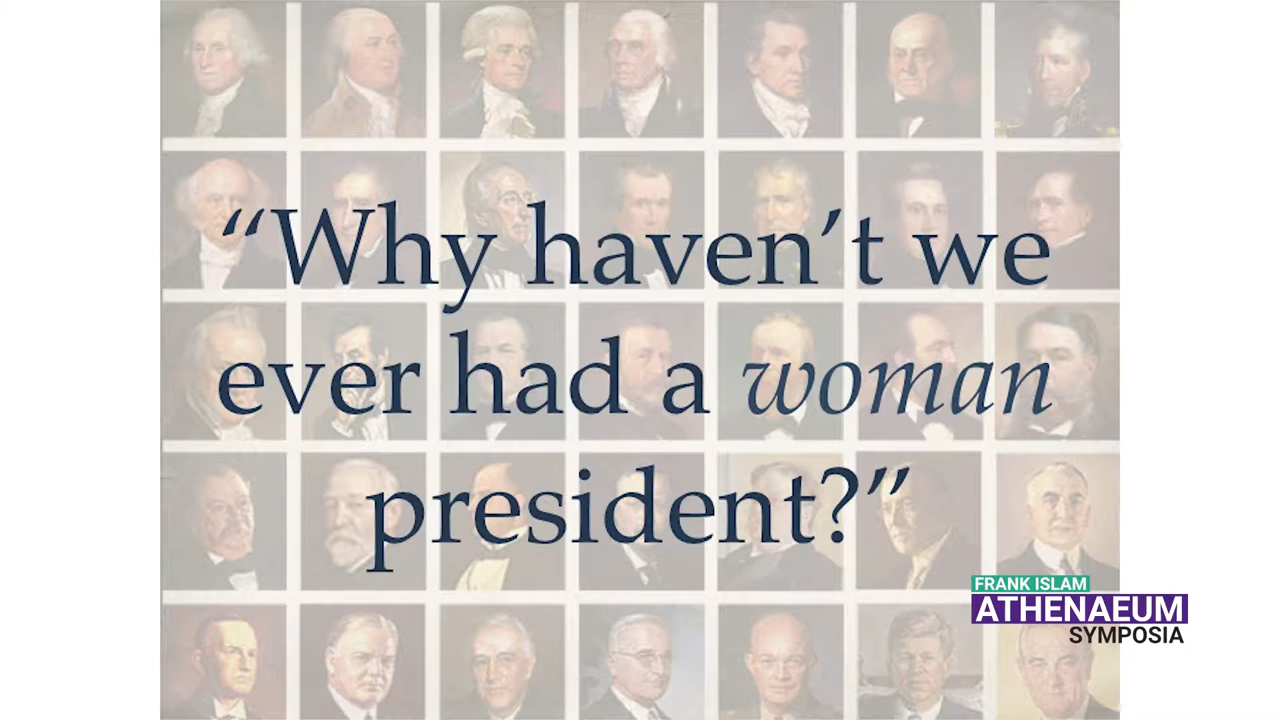 “Why haven’t we
ever had a woman
president?”
FRANK ISLAM
ATHENAEUM
SYMPOSIA